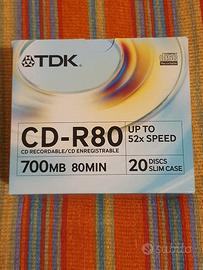 TDK
CD-R80
UP TO
52x SPEED
CD RECORDABLE/CD ENREGISTRABLE
700MB 80MIN
20 DISCS
SLIM CASE
subito